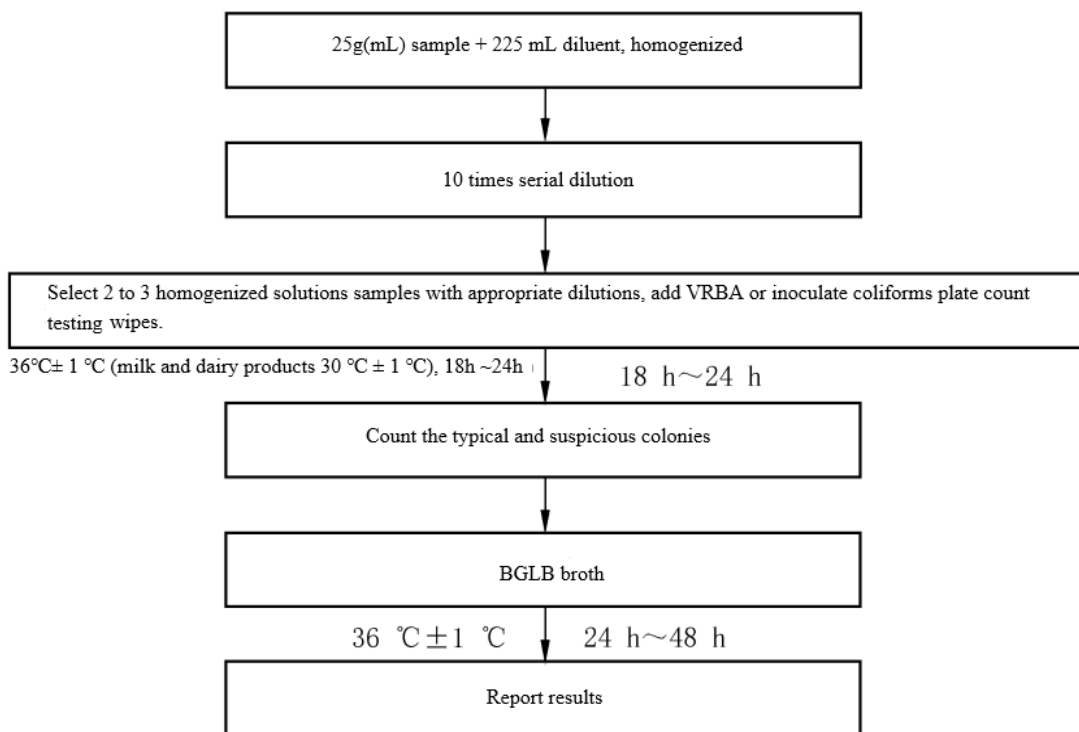 25g(mL) sample + 225 mL diluent, homogenized
10 times serial dilution
Select 2 to 3 homogenized solutions samples with appropriate dilutions, add VRBA or inoculate coliforms plate count
testing wipes.
36℃± 1 ℃ (milk and dairy products 30 ℃ ± 1 ℃), 18h ~24h
18 h～24 h
Count the typical and suspicious colonies
BGLB broth
36 ℃±1 ℃
24 h～48 h
Report results